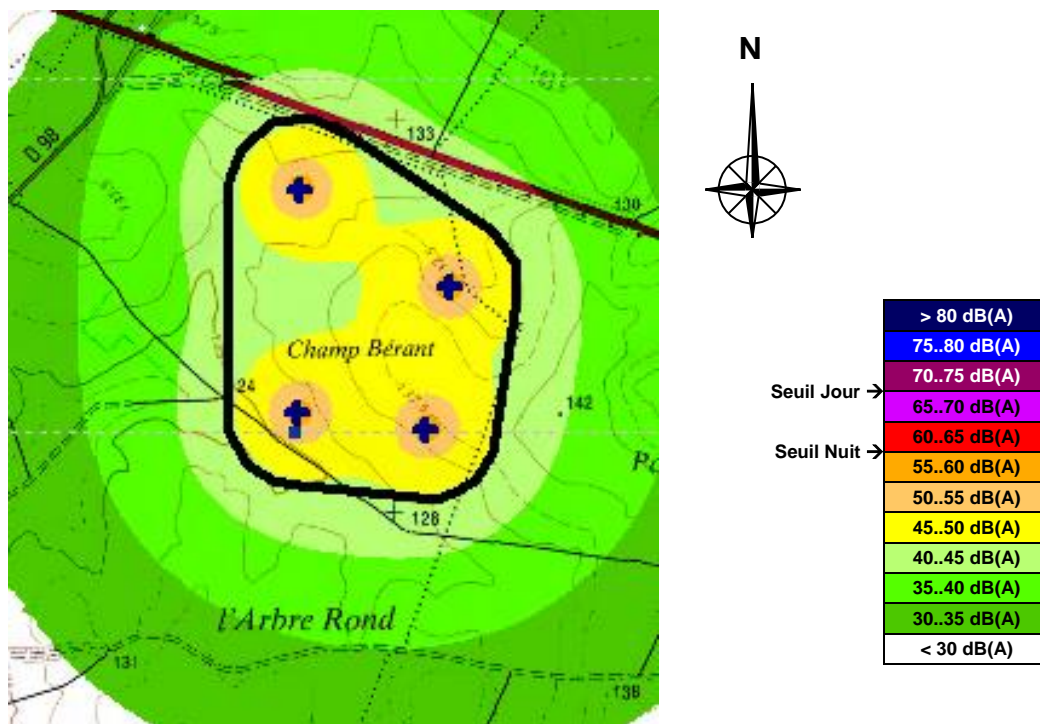 N
D 98
133
130
Champ Bérant
24
142
128
l'Arbre Rond
131
138
> 80 dB(A)
75..80 dB(A)
70..75 dB(A)
Seuil Jour →
65..70 dB(A)
60..65 dB(A)
Seuil Nuit →
55..60 dB(A)
50..55 dB(A)
45..50 dB(A)
40..45 dB(A)
35..40 dB(A)
30..35 dB(A)
< 30 dB(A)